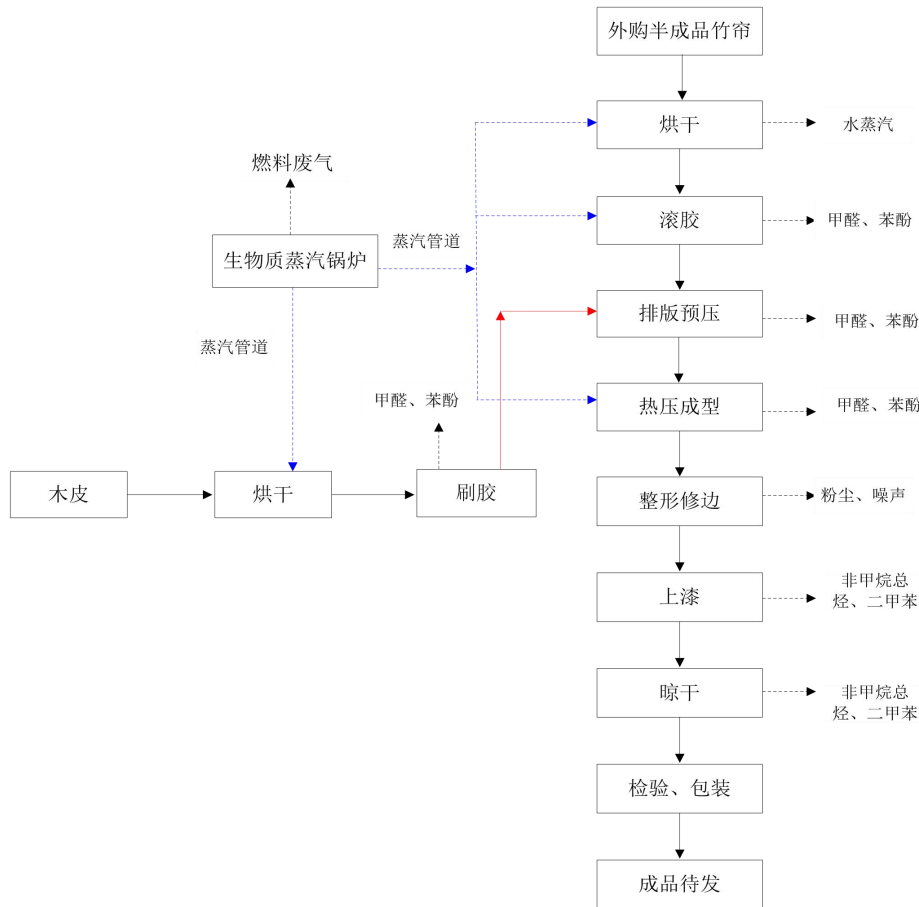 外购半成品竹帘
烘干
水蒸汽
燃料废气
滚胶
甲醛、苯酚
生物质蒸汽锅炉
蒸汽管道
排版预压
甲醛、苯酚
蒸汽管道
甲醛、苯酚
热压成型
甲醛、苯酚
木皮
烘干
刷胶
整形修边
粉尘、噪声
上漆
非甲烷总
烃、二甲苯
晾干
非甲烷总
烃、二甲苯
检验、包装
成品待发